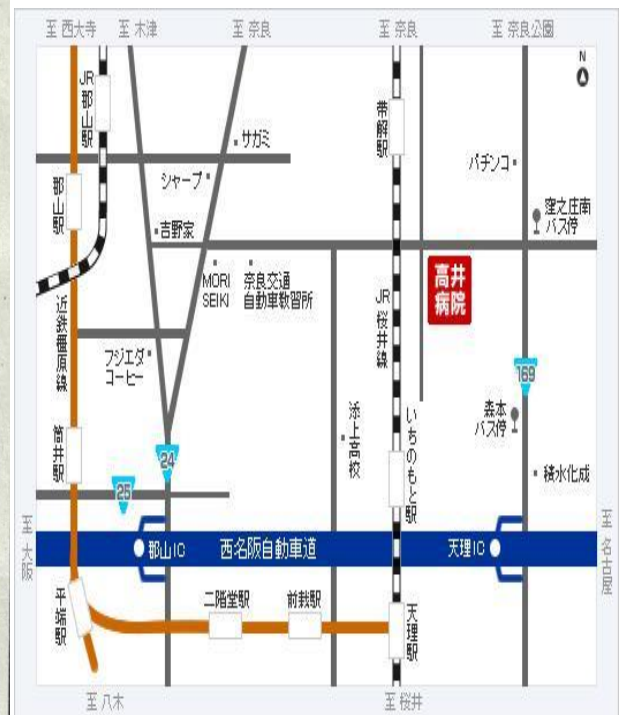 至 西大寺
至 木津
至 奈良
至 奈良
至 奈良公園
N
JR郡山駅
帯解駅
サガミ
パチンコ
シャープ
郡山駅
窪之庄南
バス停
吉野家
MORI
SEIKI
奈良交通
自動車教習所
高井
病院
近鉄橿原線
JR桜井線
フジエダ
コーヒー
169
添上高校
いちのもと駅
森本
バス停
筒井駅
24
25
積水化成
至 大阪
郡山IC
西名阪自動車道
天理IC
至 名古屋
平端駅
二階堂駅
前栽駅
天理駅
至 八木
至 桜井